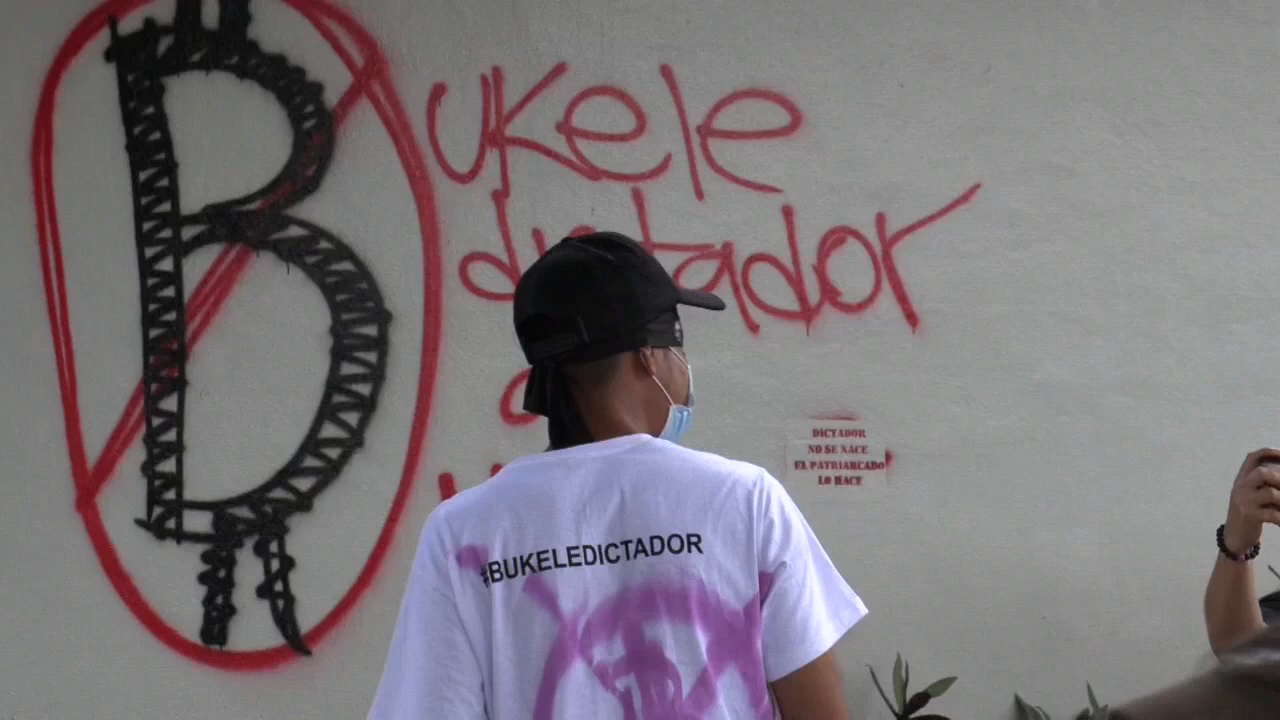 Bukele
dictador
DICTADOR
NO SE NACE
EL PATRIARCADO
LO HACE
#BUKELEDICTADOR